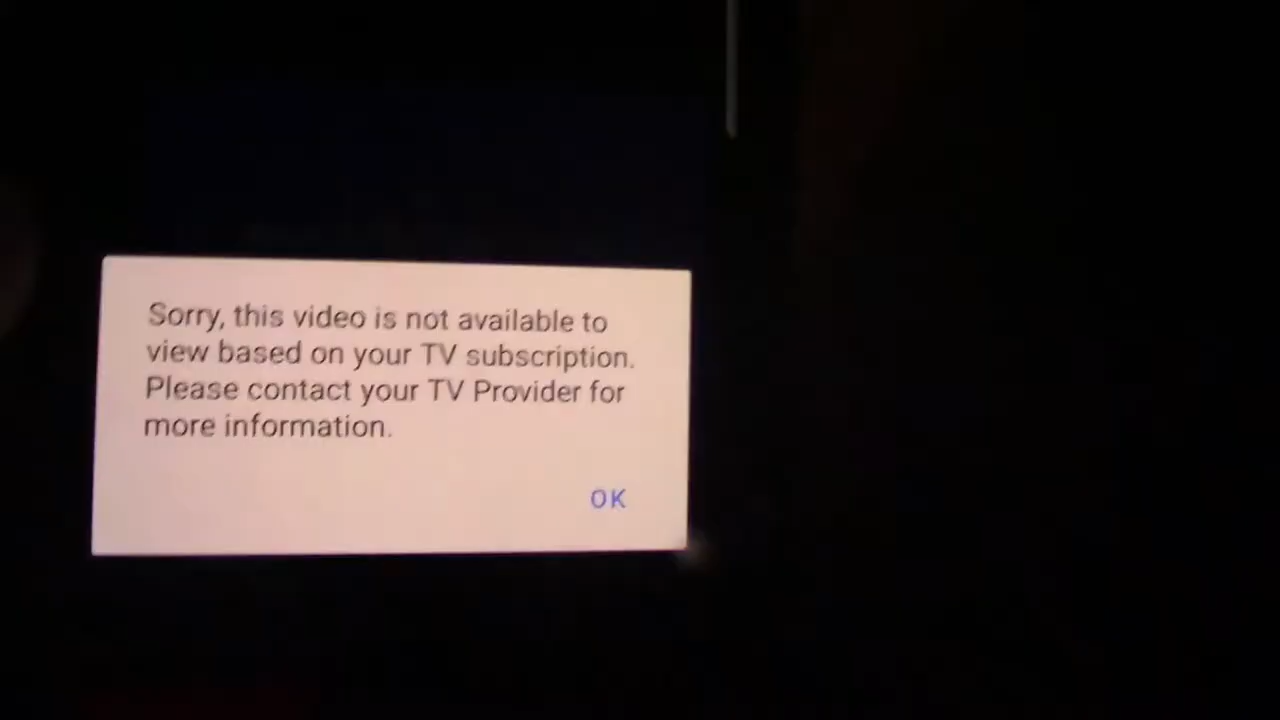 Sorry, this video is not available to
view based on your TV subscription.
Please contact your TV Provider for
more information.
OK